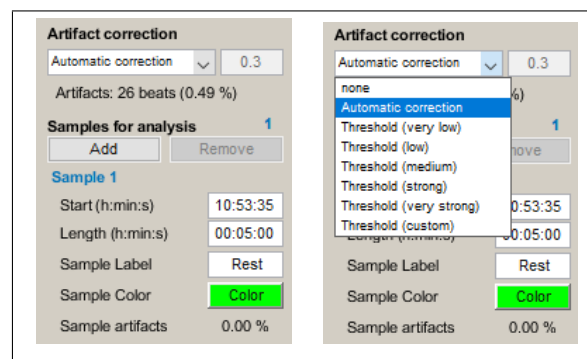 Artifact correction
Automatic correction 0.3
Artifacts: 26 beats (0.49 %)
Samples for analysis 1
Add Remove
Sample 1
Start (h:min:s) 10:53:35
Length (h:min:s) 00:05:00
Sample Label Rest
Sample Color Color
Sample artifacts 0.00 %
Artifact correction
Automatic correction 0.3
none
%)
Automatic correction
Threshold (very low) 1
Threshold (low)
Threshold (medium)
Threshold (strong)
Threshold (very strong) 0:53:35
Threshold (custom)
Length (h:min:s) 00:05:00
Sample Label Rest
Sample Color Color
Sample artifacts 0.00 %